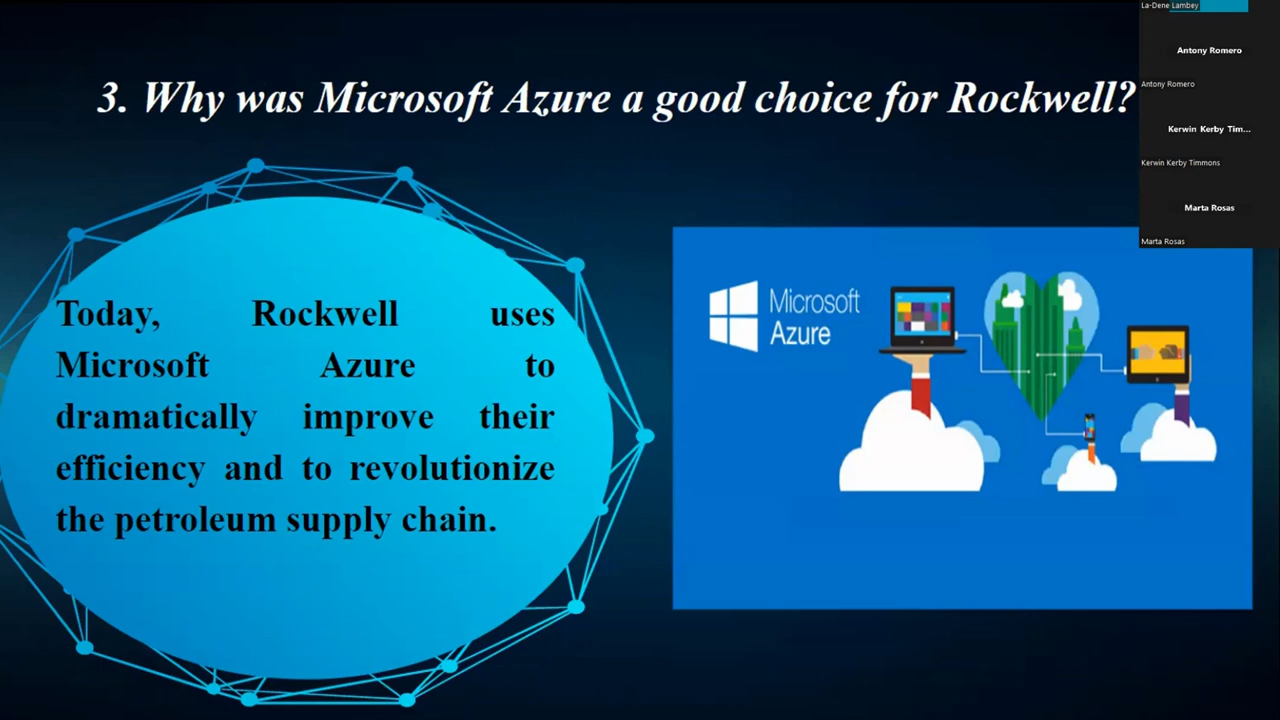 La-Dene Lambey
Antony Romero
Antony Romero
Kerwin Kerby Tim...
Kerwin Kerby Timmons
Marta Rosas
Marta Rosas
3. Why was Microsoft Azure a good choice for Rockwell?
Today, Rockwell uses
Microsoft Azure to
dramatically improve their
efficiency and to revolutionize
the petroleum supply chain.
Microsoft
Azure